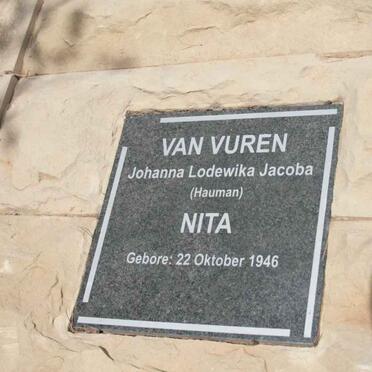 VAN VUREN
Johanna Lodewika Jacoba
(Hauman)
NITA
Gebore: 22 Oktober 1946